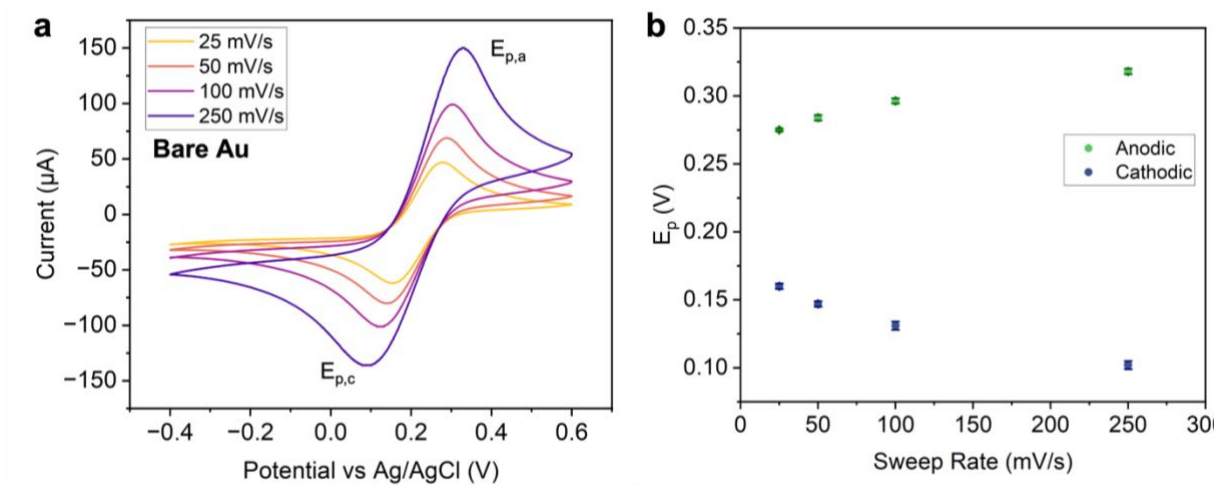 a
25 mV/s
50 mV/s
100 mV/s
250 mV/s
Bare Au
E_p,a
E_p,c
150
100
50
0
−50
−100
−150
Current (µA)
−0.4
−0.2
0.0
0.2
0.4
0.6
Potential vs Ag/AgCl (V)
b
0.35
0.30
0.25
0.20
0.15
0.10
E_p (V)
Anodic
Cathodic
0
50
100
150
200
250
300
Sweep Rate (mV/s)